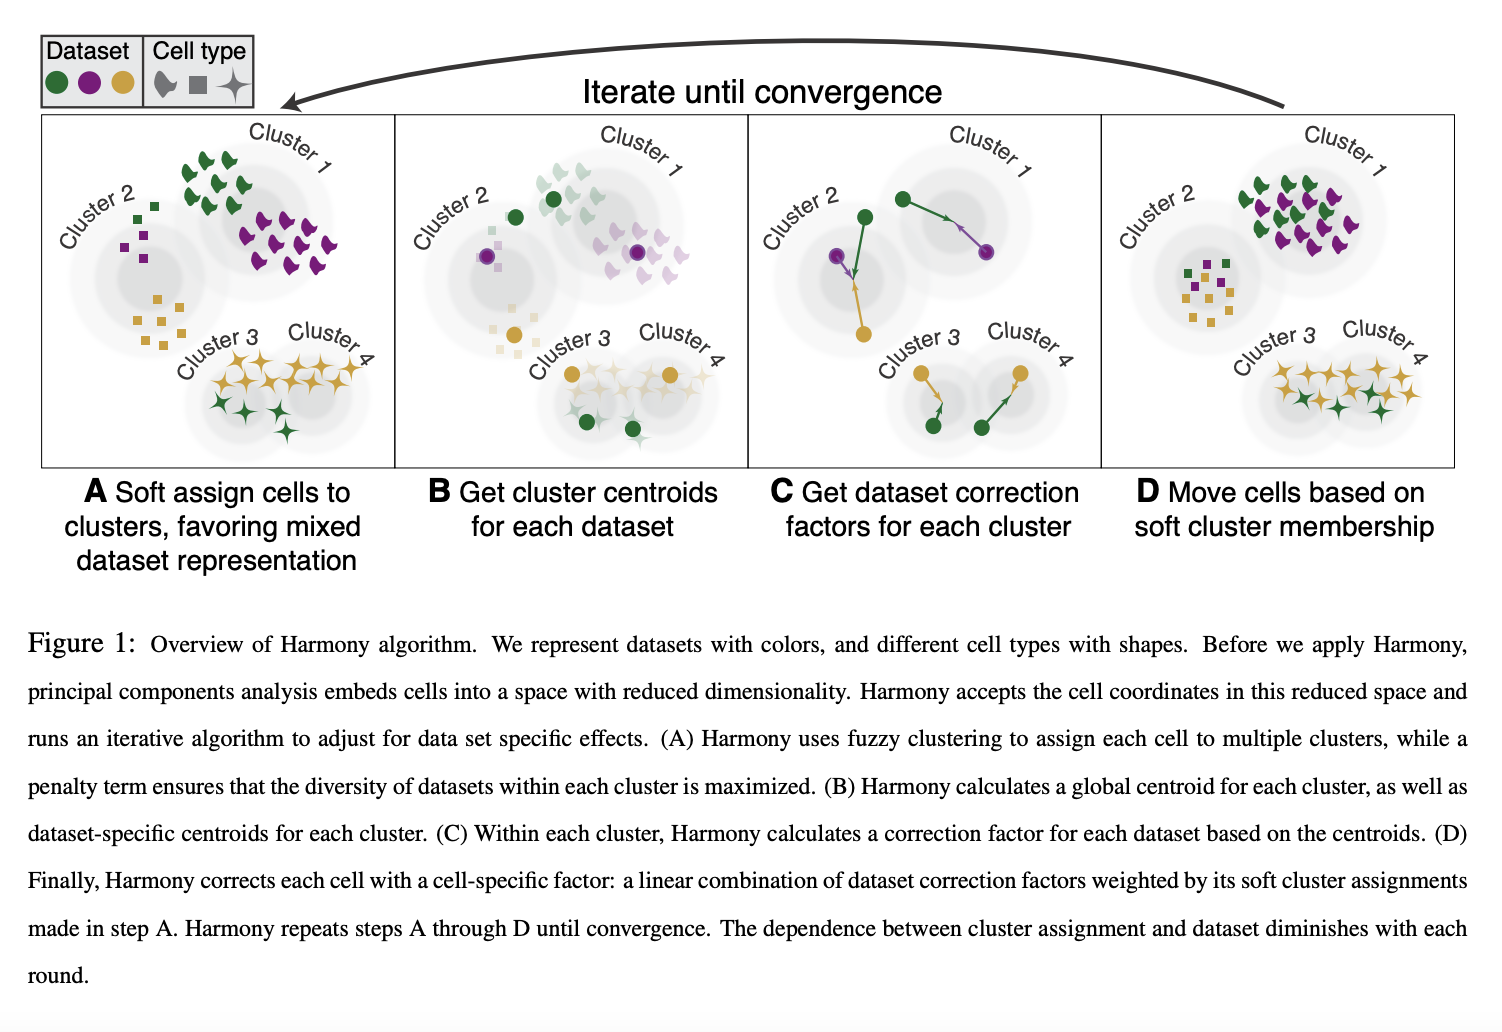 Dataset
Cell type
Iterate until convergence
Cluster 1
Cluster 2
Cluster 3
Cluster 4
Cluster 1
Cluster 2
Cluster 3
Cluster 4
Cluster 1
Cluster 2
Cluster 3
Cluster 4
Cluster 1
Cluster 2
Cluster 3
Cluster 4
A Soft assign cells to
clusters, favoring mixed
dataset representation
B Get cluster centroids
for each dataset
C Get dataset correction
factors for each cluster
D Move cells based on
soft cluster membership
Figure 1: Overview of Harmony algorithm. We represent datasets with colors, and different cell types with shapes. Before we apply Harmony,
principal components analysis embeds cells into a space with reduced dimensionality. Harmony accepts the cell coordinates in this reduced space and
runs an iterative algorithm to adjust for data set specific effects. (A) Harmony uses fuzzy clustering to assign each cell to multiple clusters, while a
penalty term ensures that the diversity of datasets within each cluster is maximized. (B) Harmony calculates a global centroid for each cluster, as well as
dataset-specific centroids for each cluster. (C) Within each cluster, Harmony calculates a correction factor for each dataset based on the centroids. (D)
Finally, Harmony corrects each cell with a cell-specific factor: a linear combination of dataset correction factors weighted by its soft cluster assignments
made in step A. Harmony repeats steps A through D until convergence. The dependence between cluster assignment and dataset diminishes with each
round.